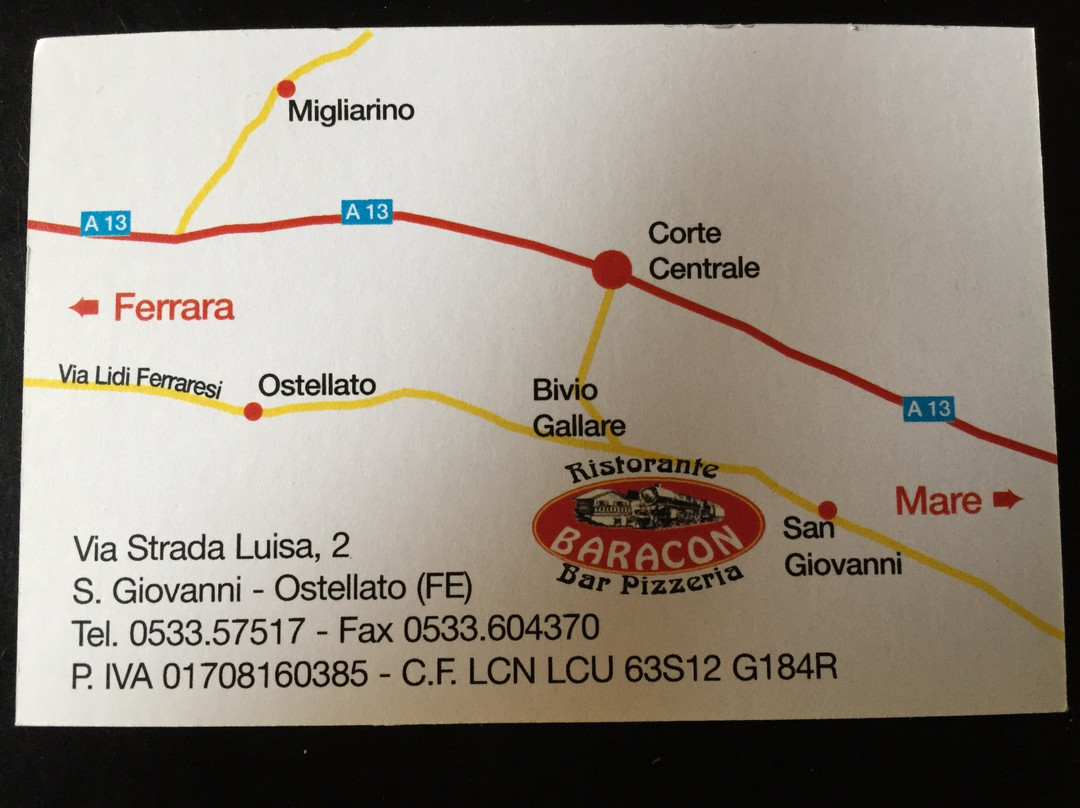 Migliarino
A 13
A 13
Corte
Centrale
Ferrara
Via Lidi Ferraresi
Ostellato
Bivio
Gallare
A 13
Ristorante
BARACON
Bar Pizzeria
Mare
San
Giovanni
Via Strada Luisa, 2
S. Giovanni - Ostellato (FE)
Tel. 0533.57517 - Fax 0533.604370
P. IVA 01708160385 - C.F. LCN LCU 63S12 G184R